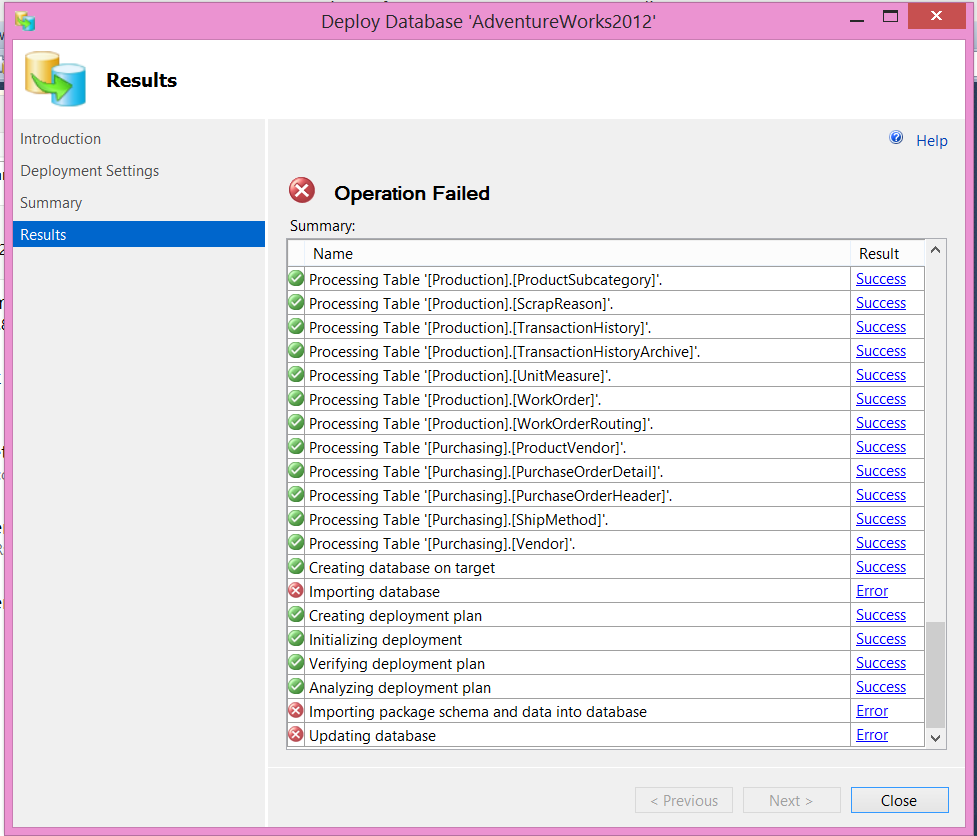 Deploy Database 'AdventureWorks2012'
Results
Introduction
Deployment Settings
Summary
Results
Help
Operation Failed
Summary:
Name Result
Processing Table '[Production].[ProductSubcategory]'. Success
Processing Table '[Production].[ScrapReason]'. Success
Processing Table '[Production].[TransactionHistory]'. Success
Processing Table '[Production].[TransactionHistoryArchive]'. Success
Processing Table '[Production].[UnitMeasure]'. Success
Processing Table '[Production].[WorkOrder]'. Success
Processing Table '[Production].[WorkOrderRouting]'. Success
Processing Table '[Purchasing].[ProductVendor]'. Success
Processing Table '[Purchasing].[PurchaseOrderDetail]'. Success
Processing Table '[Purchasing].[PurchaseOrderHeader]'. Success
Processing Table '[Purchasing].[ShipMethod]'. Success
Processing Table '[Purchasing].[Vendor]'. Success
Creating database on target Success
Importing database Error
Creating deployment plan Success
Initializing deployment Success
Verifying deployment plan Success
Analyzing deployment plan Success
Importing package schema and data into database Error
Updating database Error
< Previous Next > Close